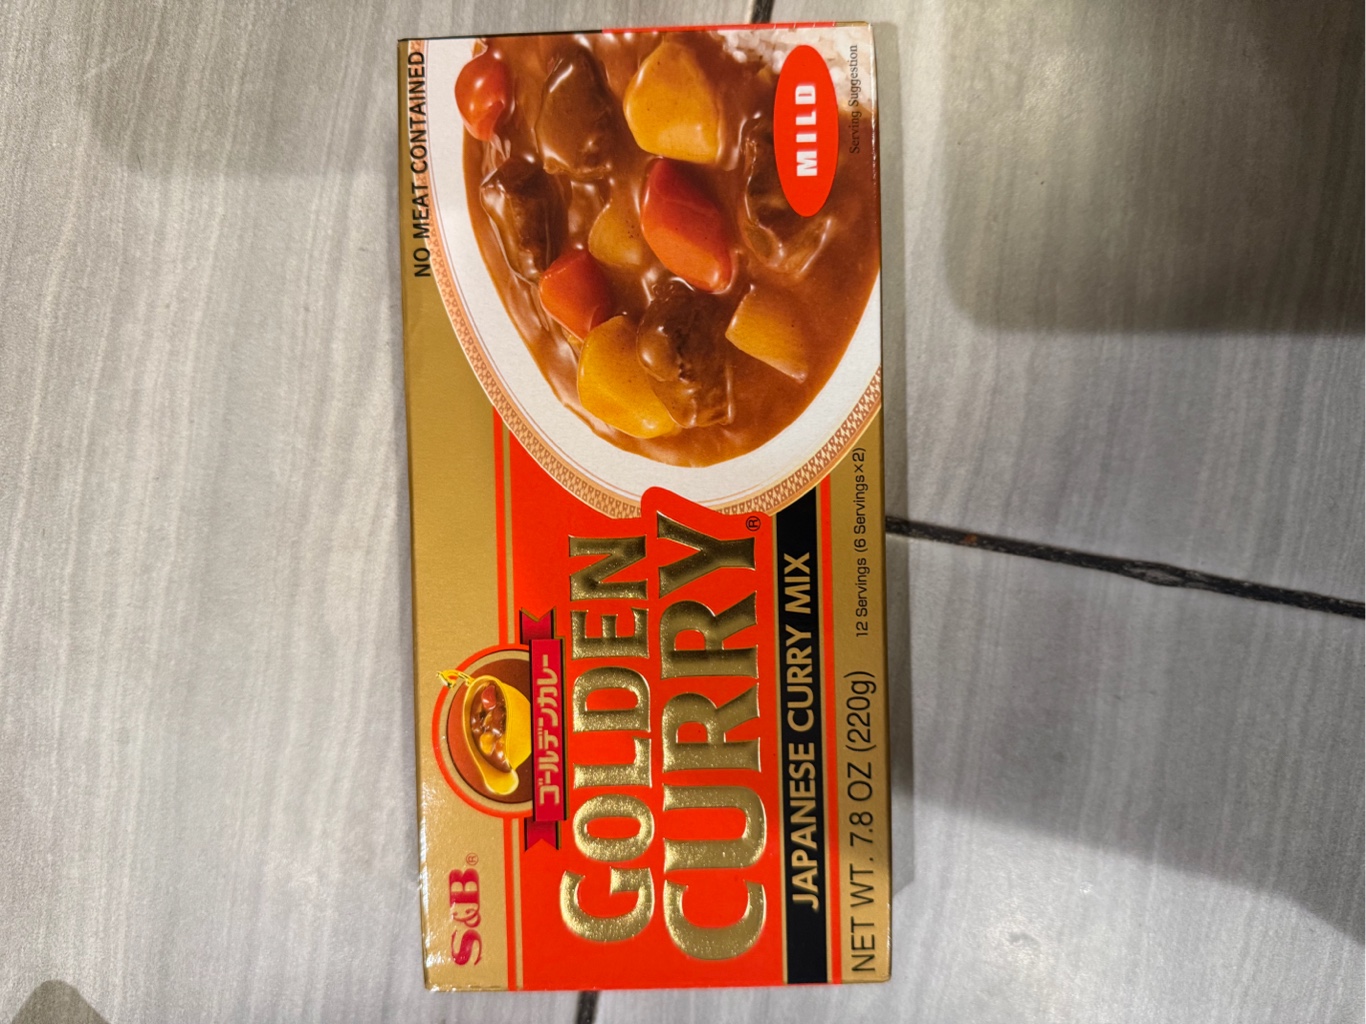 NO MEAT CONTAINED
S&B®
ゴールデンカレー
GOLDEN
CURRY®
JAPANESE CURRY MIX
NET WT. 7.8 OZ (220g)
12 Servings (6 Servings×2)
MILD
Serving Suggestion